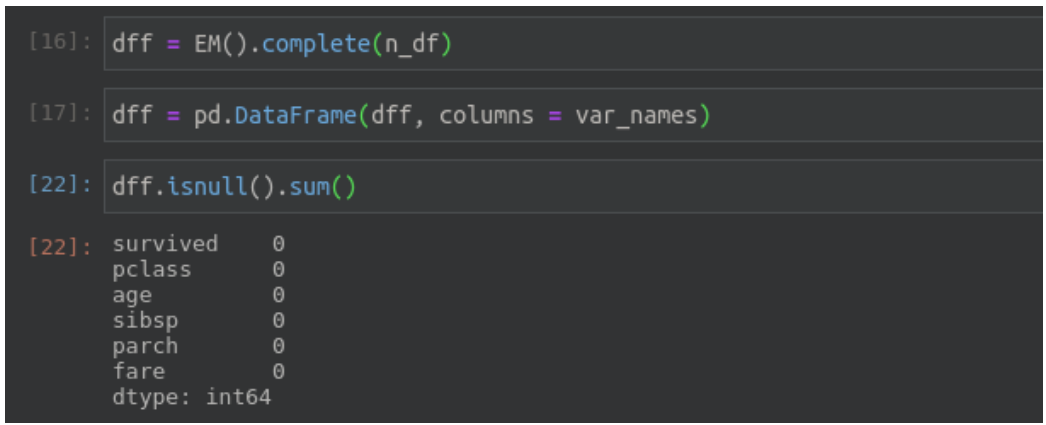 [16]: dff = EM().complete(n_df)
[17]: dff = pd.DataFrame(dff, columns = var_names)
[22]: dff.isnull().sum()
[22]: survived 0
pclass 0
age 0
sibsp 0
parch 0
fare 0
dtype: int64